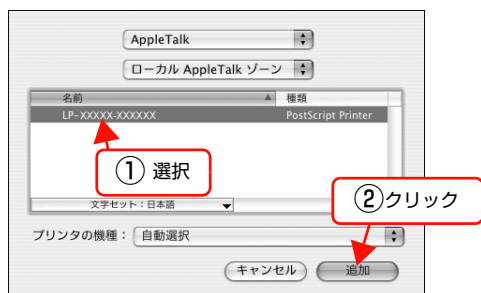 AppleTalk
ローカル AppleTalk ゾーン
名前 種類
LP-XXXXX-XXXXXX PostScript Printer
① 選択
文字セット：日本語
②クリック
プリンタの機種： 自動選択
キャンセル 追加